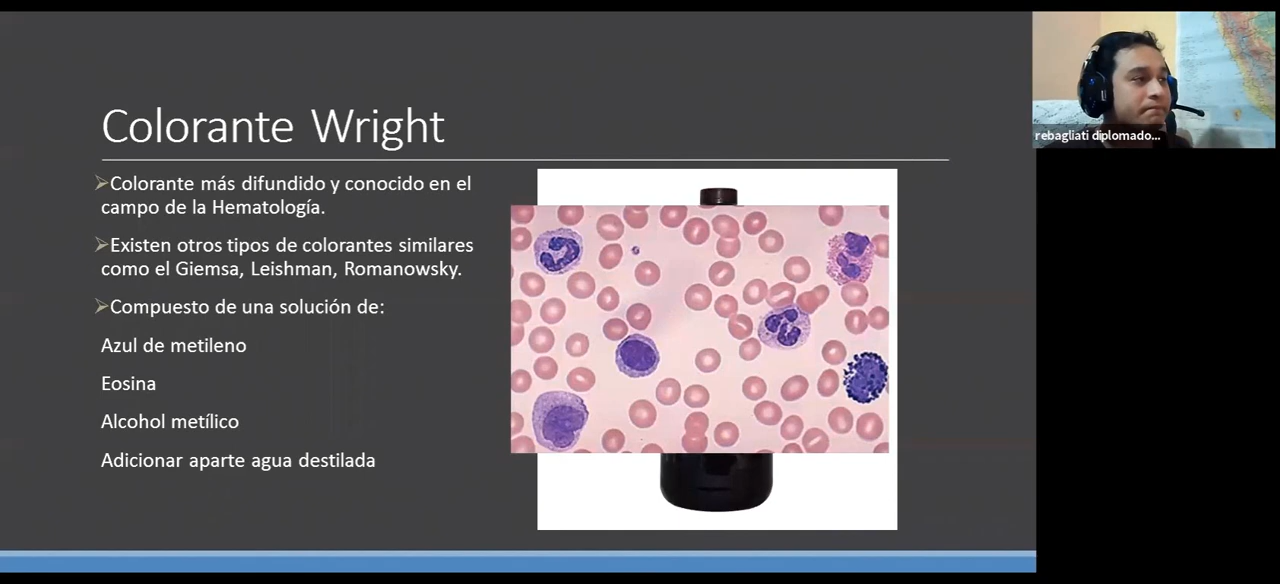 Colorante Wright
➢Colorante más difundido y conocido en el
campo de la Hematología.
➢Existen otros tipos de colorantes similares
como el Giemsa, Leishman, Romanowsky.
➢Compuesto de una solución de:
Azul de metileno
Eosina
Alcohol metílico
Adicionar aparte agua destilada
rebagliati diplomado...